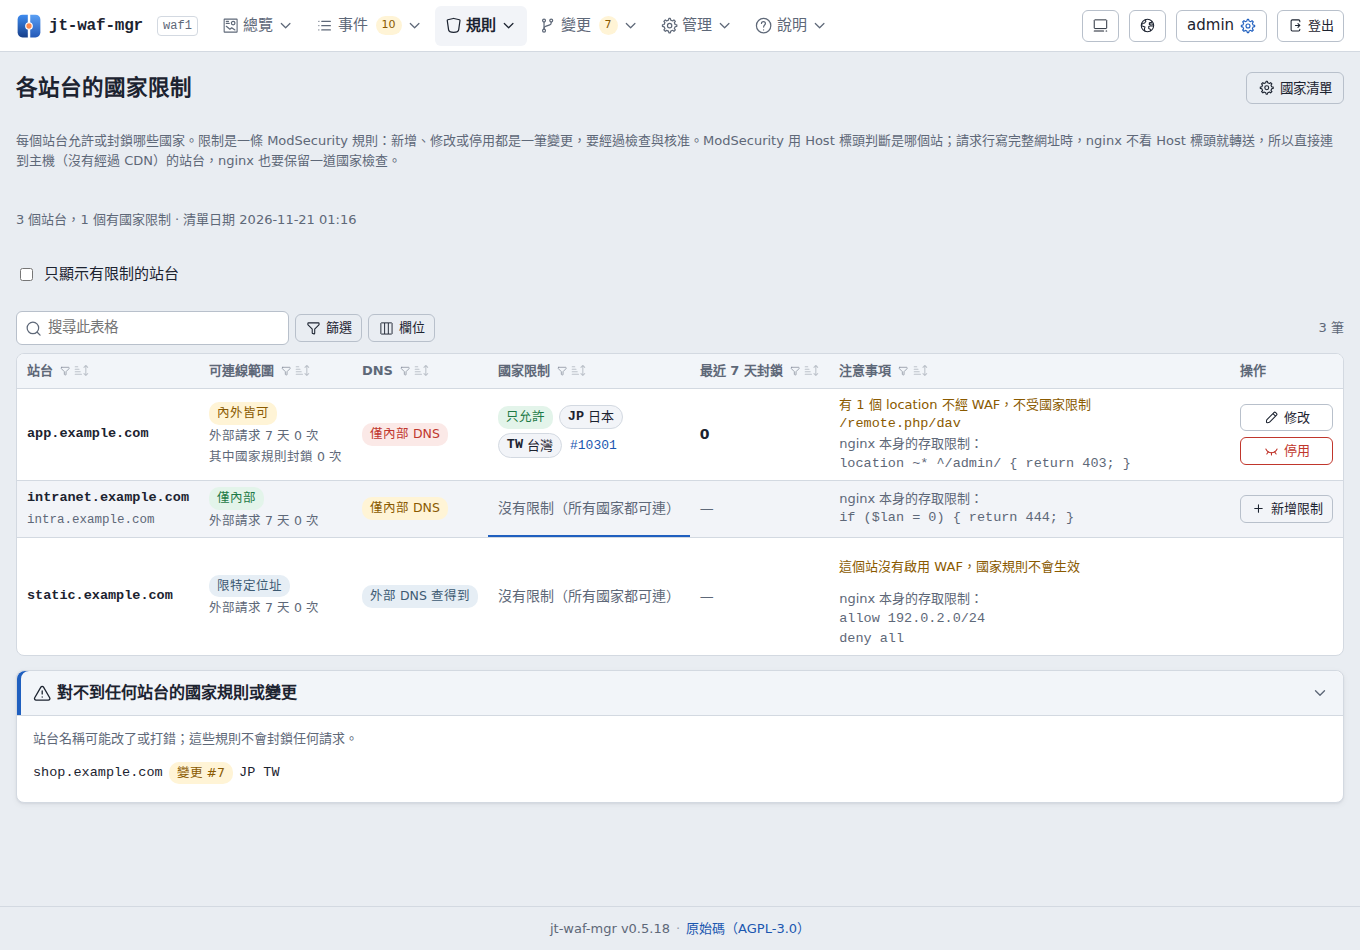 jt-waf-mgr waf1 總覽 事件 10 規則 變更 7 管理 說明 admin 登出
各站台的國家限制
國家清單
每個站台允許或封鎖哪些國家。限制是一條 ModSecurity 規則：新增、修改或停用都是一筆變更，要經過檢查與核准。ModSecurity 用 Host 標頭判斷是哪個站；請求行寫完整網址時，nginx 不看 Host 標頭就轉送，所以直接連
到主機（沒有經過 CDN）的站台，nginx 也要保留一道國家檢查。
3 個站台，1 個有國家限制 · 清單日期 2026-11-21 01:16
只顯示有限制的站台
搜尋此表格 篩選 欄位 3 筆
站台 可連線範圍 DNS 國家限制 最近 7 天封鎖 注意事項 操作
app.example.com
內外皆可
外部請求 7 天 0 次
其中國家規則封鎖 0 次
僅內部 DNS
只允許 JP 日本
TW 台灣 #10301
0
有 1 個 location 不經 WAF，不受國家限制
/remote.php/dav
nginx 本身的存取限制：
location ~* ^/admin/ { return 403; }
修改
停用
intranet.example.com
intra.example.com
僅內部
外部請求 7 天 0 次
僅內部 DNS
沒有限制（所有國家都可連）
—
nginx 本身的存取限制：
if ($lan = 0) { return 444; }
新增限制
static.example.com
限特定位址
外部請求 7 天 0 次
外部 DNS 查得到
沒有限制（所有國家都可連）
—
這個站沒有啟用 WAF，國家規則不會生效
nginx 本身的存取限制：
allow 192.0.2.0/24
deny all
對不到任何站台的國家規則或變更
站台名稱可能改了或打錯；這些規則不會封鎖任何請求。
shop.example.com 變更 #7 JP TW
jt-waf-mgr v0.5.18 · 原始碼（AGPL-3.0）